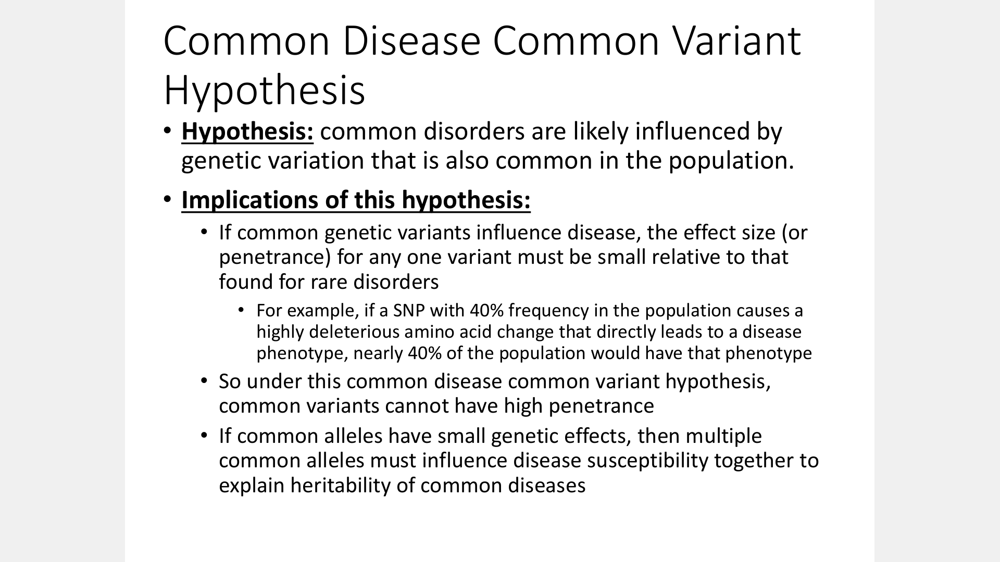 Common Disease Common Variant
Hypothesis
• Hypothesis: common disorders are likely influenced by
genetic variation that is also common in the population.
• Implications of this hypothesis:
• If common genetic variants influence disease, the effect size (or
penetrance) for any one variant must be small relative to that
found for rare disorders
• For example, if a SNP with 40% frequency in the population causes a
highly deleterious amino acid change that directly leads to a disease
phenotype, nearly 40% of the population would have that phenotype
• So under this common disease common variant hypothesis,
common variants cannot have high penetrance
• If common alleles have small genetic effects, then multiple
common alleles must influence disease susceptibility together to
explain heritability of common diseases